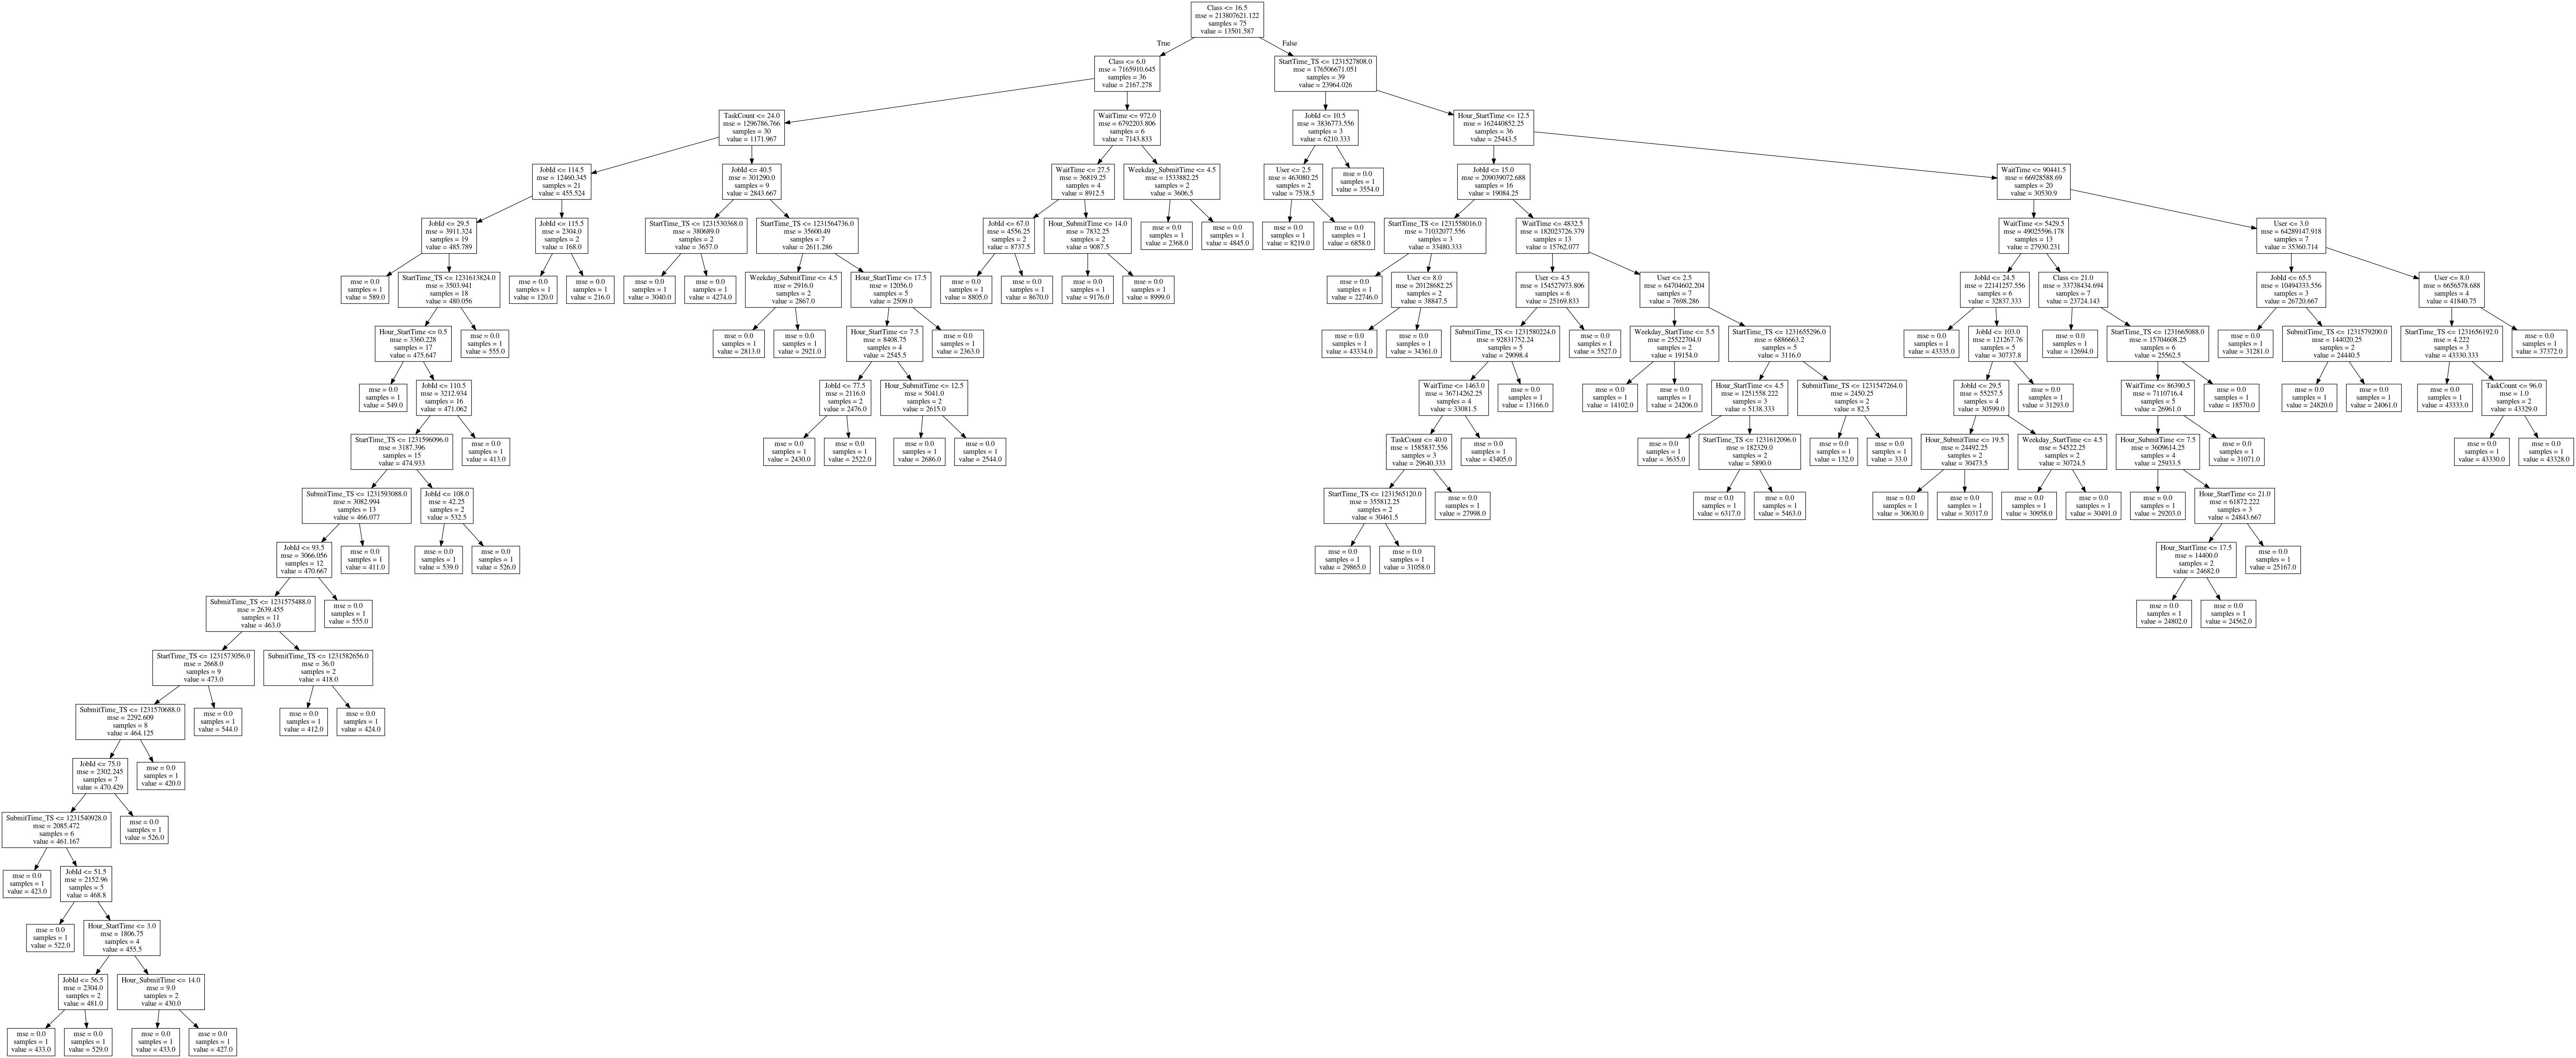 Class <= 16.5
mse = 213807621.122
samples = 75
value = 13501.587
True
False
Class <= 6.0
mse = 7165910.645
samples = 36
value = 2167.278
StartTime_TS <= 1231527808.0
mse = 176506671.051
samples = 39
value = 23964.026
TaskCount <= 24.0
mse = 1296786.766
samples = 30
value = 1171.967
WaitTime <= 972.0
mse = 6792203.806
samples = 6
value = 7143.833
JobId <= 10.5
mse = 3836773.556
samples = 3
value = 6210.333
Hour_StartTime <= 12.5
mse = 162440852.25
samples = 36
value = 25443.5
JobId <= 114.5
mse = 12460.345
samples = 21
value = 455.524
JobId <= 40.5
mse = 301290.0
samples = 9
value = 2843.667
WaitTime <= 27.5
mse = 36819.25
samples = 4
value = 8912.5
Weekday_SubmitTime <= 4.5
mse = 1533882.25
samples = 2
value = 3606.5
User <= 2.5
mse = 463080.25
samples = 2
value = 7538.5
mse = 0.0
samples = 1
value = 3554.0
JobId <= 15.0
mse = 209039072.688
samples = 16
value = 19084.25
WaitTime <= 90441.5
mse = 66928588.69
samples = 20
value = 30530.9
JobId <= 29.5
mse = 3911.324
samples = 19
value = 485.789
JobId <= 115.5
mse = 2304.0
samples = 2
value = 168.0
StartTime_TS <= 1231530368.0
mse = 380689.0
samples = 2
value = 3657.0
StartTime_TS <= 1231564736.0
mse = 35600.49
samples = 7
value = 2611.286
JobId <= 67.0
mse = 4556.25
samples = 2
value = 8737.5
Hour_SubmitTime <= 14.0
mse = 7832.25
samples = 2
value = 9087.5
mse = 0.0
samples = 1
value = 2368.0
mse = 0.0
samples = 1
value = 4845.0
mse = 0.0
samples = 1
value = 8219.0
mse = 0.0
samples = 1
value = 6858.0
StartTime_TS <= 1231558016.0
mse = 71032077.556
samples = 3
value = 33480.333
WaitTime <= 4832.5
mse = 182023726.379
samples = 13
value = 15762.077
WaitTime <= 5429.5
mse = 49025596.178
samples = 13
value = 27930.231
User <= 3.0
mse = 64289147.918
samples = 7
value = 35360.714
mse = 0.0
samples = 1
value = 589.0
StartTime_TS <= 1231613824.0
mse = 3503.941
samples = 18
value = 480.056
mse = 0.0
samples = 1
value = 120.0
mse = 0.0
samples = 1
value = 216.0
mse = 0.0
samples = 1
value = 3040.0
mse = 0.0
samples = 1
value = 4274.0
Weekday_SubmitTime <= 4.5
mse = 2916.0
samples = 2
value = 2867.0
Hour_StartTime <= 17.5
mse = 12056.0
samples = 5
value = 2509.0
mse = 0.0
samples = 1
value = 8805.0
mse = 0.0
samples = 1
value = 8670.0
mse = 0.0
samples = 1
value = 9176.0
mse = 0.0
samples = 1
value = 8999.0
mse = 0.0
samples = 1
value = 22746.0
User <= 8.0
mse = 20128682.25
samples = 2
value = 38847.5
User <= 4.5
mse = 154527973.806
samples = 6
value = 25169.833
User <= 2.5
mse = 64704602.204
samples = 7
value = 7698.286
JobId <= 24.5
mse = 22141257.556
samples = 6
value = 32837.333
Class <= 21.0
mse = 33738434.694
samples = 7
value = 23724.143
JobId <= 65.5
mse = 10494333.556
samples = 3
value = 26720.667
User <= 8.0
mse = 6656578.688
samples = 4
value = 41840.75
Hour_StartTime <= 0.5
mse = 3360.228
samples = 17
value = 475.647
mse = 0.0
samples = 1
value = 555.0
mse = 0.0
samples = 1
value = 2813.0
mse = 0.0
samples = 1
value = 2921.0
Hour_StartTime <= 7.5
mse = 8408.75
samples = 4
value = 2545.5
mse = 0.0
samples = 1
value = 2363.0
mse = 0.0
samples = 1
value = 43334.0
mse = 0.0
samples = 1
value = 34361.0
SubmitTime_TS <= 1231580224.0
mse = 92831752.24
samples = 5
value = 29098.4
mse = 0.0
samples = 1
value = 5527.0
Weekday_StartTime <= 5.5
mse = 25522704.0
samples = 2
value = 19154.0
StartTime_TS <= 1231655296.0
mse = 6886663.2
samples = 5
value = 3116.0
mse = 0.0
samples = 1
value = 43335.0
JobId <= 103.0
mse = 121267.76
samples = 5
value = 30737.8
mse = 0.0
samples = 1
value = 12694.0
StartTime_TS <= 1231665088.0
mse = 15704608.25
samples = 6
value = 25562.5
mse = 0.0
samples = 1
value = 31281.0
SubmitTime_TS <= 1231579200.0
mse = 144020.25
samples = 2
value = 24440.5
StartTime_TS <= 1231656192.0
mse = 4.222
samples = 3
value = 43330.333
mse = 0.0
samples = 1
value = 37372.0
mse = 0.0
samples = 1
value = 549.0
JobId <= 110.5
mse = 3212.934
samples = 16
value = 471.062
JobId <= 77.5
mse = 2116.0
samples = 2
value = 2476.0
Hour_SubmitTime <= 12.5
mse = 5041.0
samples = 2
value = 2615.0
WaitTime <= 1463.0
mse = 36714262.25
samples = 4
value = 33081.5
mse = 0.0
samples = 1
value = 13166.0
mse = 0.0
samples = 1
value = 14102.0
mse = 0.0
samples = 1
value = 24206.0
Hour_StartTime <= 4.5
mse = 1251558.222
samples = 3
value = 5138.333
SubmitTime_TS <= 1231547264.0
mse = 2450.25
samples = 2
value = 82.5
JobId <= 29.5
mse = 55257.5
samples = 4
value = 30599.0
mse = 0.0
samples = 1
value = 31293.0
WaitTime <= 86390.5
mse = 7110716.4
samples = 5
value = 26961.0
mse = 0.0
samples = 1
value = 18570.0
mse = 0.0
samples = 1
value = 24820.0
mse = 0.0
samples = 1
value = 24061.0
mse = 0.0
samples = 1
value = 43333.0
TaskCount <= 96.0
mse = 1.0
samples = 2
value = 43329.0
StartTime_TS <= 1231596096.0
mse = 3187.396
samples = 15
value = 474.933
mse = 0.0
samples = 1
value = 413.0
mse = 0.0
samples = 1
value = 2430.0
mse = 0.0
samples = 1
value = 2522.0
mse = 0.0
samples = 1
value = 2686.0
mse = 0.0
samples = 1
value = 2544.0
TaskCount <= 40.0
mse = 1585837.556
samples = 3
value = 29640.333
mse = 0.0
samples = 1
value = 43405.0
mse = 0.0
samples = 1
value = 3635.0
StartTime_TS <= 1231612096.0
mse = 182329.0
samples = 2
value = 5890.0
mse = 0.0
samples = 1
value = 132.0
mse = 0.0
samples = 1
value = 33.0
Hour_SubmitTime <= 19.5
mse = 24492.25
samples = 2
value = 30473.5
Weekday_StartTime <= 4.5
mse = 54522.25
samples = 2
value = 30724.5
Hour_SubmitTime <= 7.5
mse = 3609614.25
samples = 4
value = 25933.5
mse = 0.0
samples = 1
value = 31071.0
mse = 0.0
samples = 1
value = 43330.0
mse = 0.0
samples = 1
value = 43328.0
SubmitTime_TS <= 1231593088.0
mse = 3082.994
samples = 13
value = 466.077
JobId <= 108.0
mse = 42.25
samples = 2
value = 532.5
StartTime_TS <= 1231565120.0
mse = 355812.25
samples = 2
value = 30461.5
mse = 0.0
samples = 1
value = 27998.0
mse = 0.0
samples = 1
value = 6317.0
mse = 0.0
samples = 1
value = 5463.0
mse = 0.0
samples = 1
value = 30630.0
mse = 0.0
samples = 1
value = 30317.0
mse = 0.0
samples = 1
value = 30958.0
mse = 0.0
samples = 1
value = 30491.0
mse = 0.0
samples = 1
value = 29203.0
Hour_StartTime <= 21.0
mse = 61872.222
samples = 3
value = 24843.667
JobId <= 93.5
mse = 3066.056
samples = 12
value = 470.667
mse = 0.0
samples = 1
value = 411.0
mse = 0.0
samples = 1
value = 539.0
mse = 0.0
samples = 1
value = 526.0
mse = 0.0
samples = 1
value = 29865.0
mse = 0.0
samples = 1
value = 31058.0
Hour_StartTime <= 17.5
mse = 14400.0
samples = 2
value = 24682.0
mse = 0.0
samples = 1
value = 25167.0
SubmitTime_TS <= 1231575488.0
mse = 2639.455
samples = 11
value = 463.0
mse = 0.0
samples = 1
value = 555.0
mse = 0.0
samples = 1
value = 24802.0
mse = 0.0
samples = 1
value = 24562.0
StartTime_TS <= 1231573056.0
mse = 2668.0
samples = 9
value = 473.0
SubmitTime_TS <= 1231582656.0
mse = 36.0
samples = 2
value = 418.0
SubmitTime_TS <= 1231570688.0
mse = 2292.609
samples = 8
value = 464.125
mse = 0.0
samples = 1
value = 544.0
mse = 0.0
samples = 1
value = 412.0
mse = 0.0
samples = 1
value = 424.0
JobId <= 75.0
mse = 2302.245
samples = 7
value = 470.429
mse = 0.0
samples = 1
value = 420.0
SubmitTime_TS <= 1231540928.0
mse = 2085.472
samples = 6
value = 461.167
mse = 0.0
samples = 1
value = 526.0
mse = 0.0
samples = 1
value = 423.0
JobId <= 51.5
mse = 2152.96
samples = 5
value = 468.8
mse = 0.0
samples = 1
value = 522.0
Hour_StartTime <= 3.0
mse = 1806.75
samples = 4
value = 455.5
JobId <= 56.5
mse = 2304.0
samples = 2
value = 481.0
Hour_SubmitTime <= 14.0
mse = 9.0
samples = 2
value = 430.0
mse = 0.0
samples = 1
value = 433.0
mse = 0.0
samples = 1
value = 529.0
mse = 0.0
samples = 1
value = 433.0
mse = 0.0
samples = 1
value = 427.0